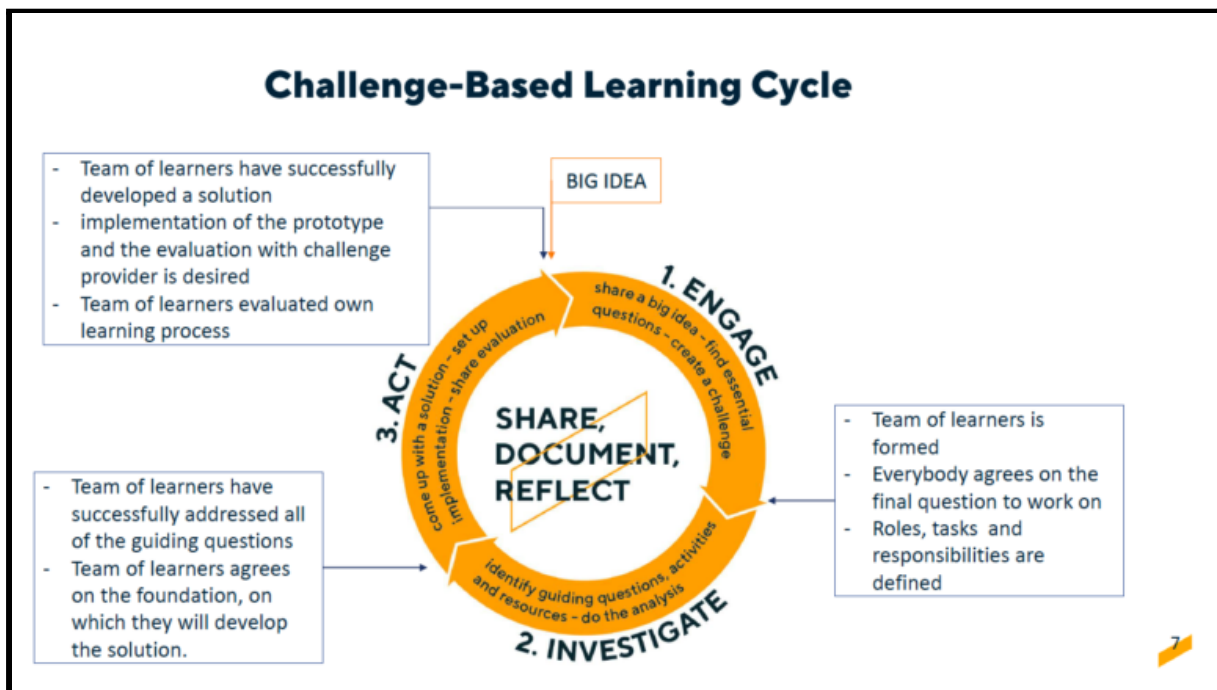 Challenge-Based Learning Cycle
- Team of learners have successfully
developed a solution
- implementation of the prototype
and the evaluation with challenge
provider is desired
- Team of learners evaluated own
learning process
BIG IDEA
1. ENGAGE
share a big idea - find essential
questions - create a challenge
- Team of learners is
formed
- Everybody agrees on the
final question to work on
- Roles, tasks and
responsibilities are
defined
2. INVESTIGATE
identify guiding questions, activities
and resources - do the analysis
- Team of learners have
successfully addressed all
of the guiding questions
- Team of learners agrees
on the foundation, on
which they will develop
the solution.
3. ACT
come up with a solution - set up
implementation - share evaluation
SHARE,
DOCUMENT,
REFLECT
7